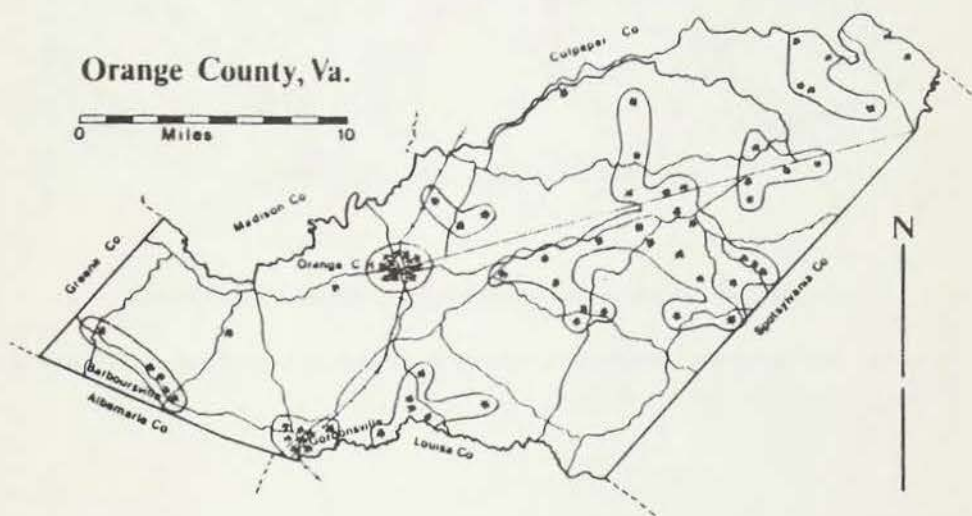 Orange County, Va.
0 10
Miles
Culpeper Co
Madison Co
Greene Co
Orange C H
N
Spotsylvania Co
Barboursville
Albemarle Co
Gordonsville
Louisa Co